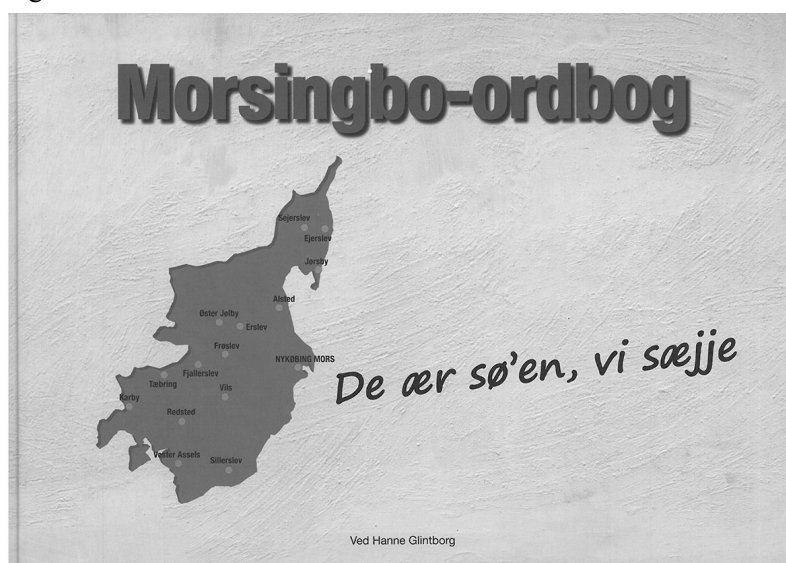 Morsingbo-ordbog
Sejerslev
Ejerslev
Jørsby
Alsted
Øster Jølby
Erslev
Frøslev
NYKØBING MORS
Fjallerslev
Tæbring
Vils
Karby
Redsted
Vester Assels
Sillerslev
De ær sø'en, vi sæjje
Ved Hanne Glintborg